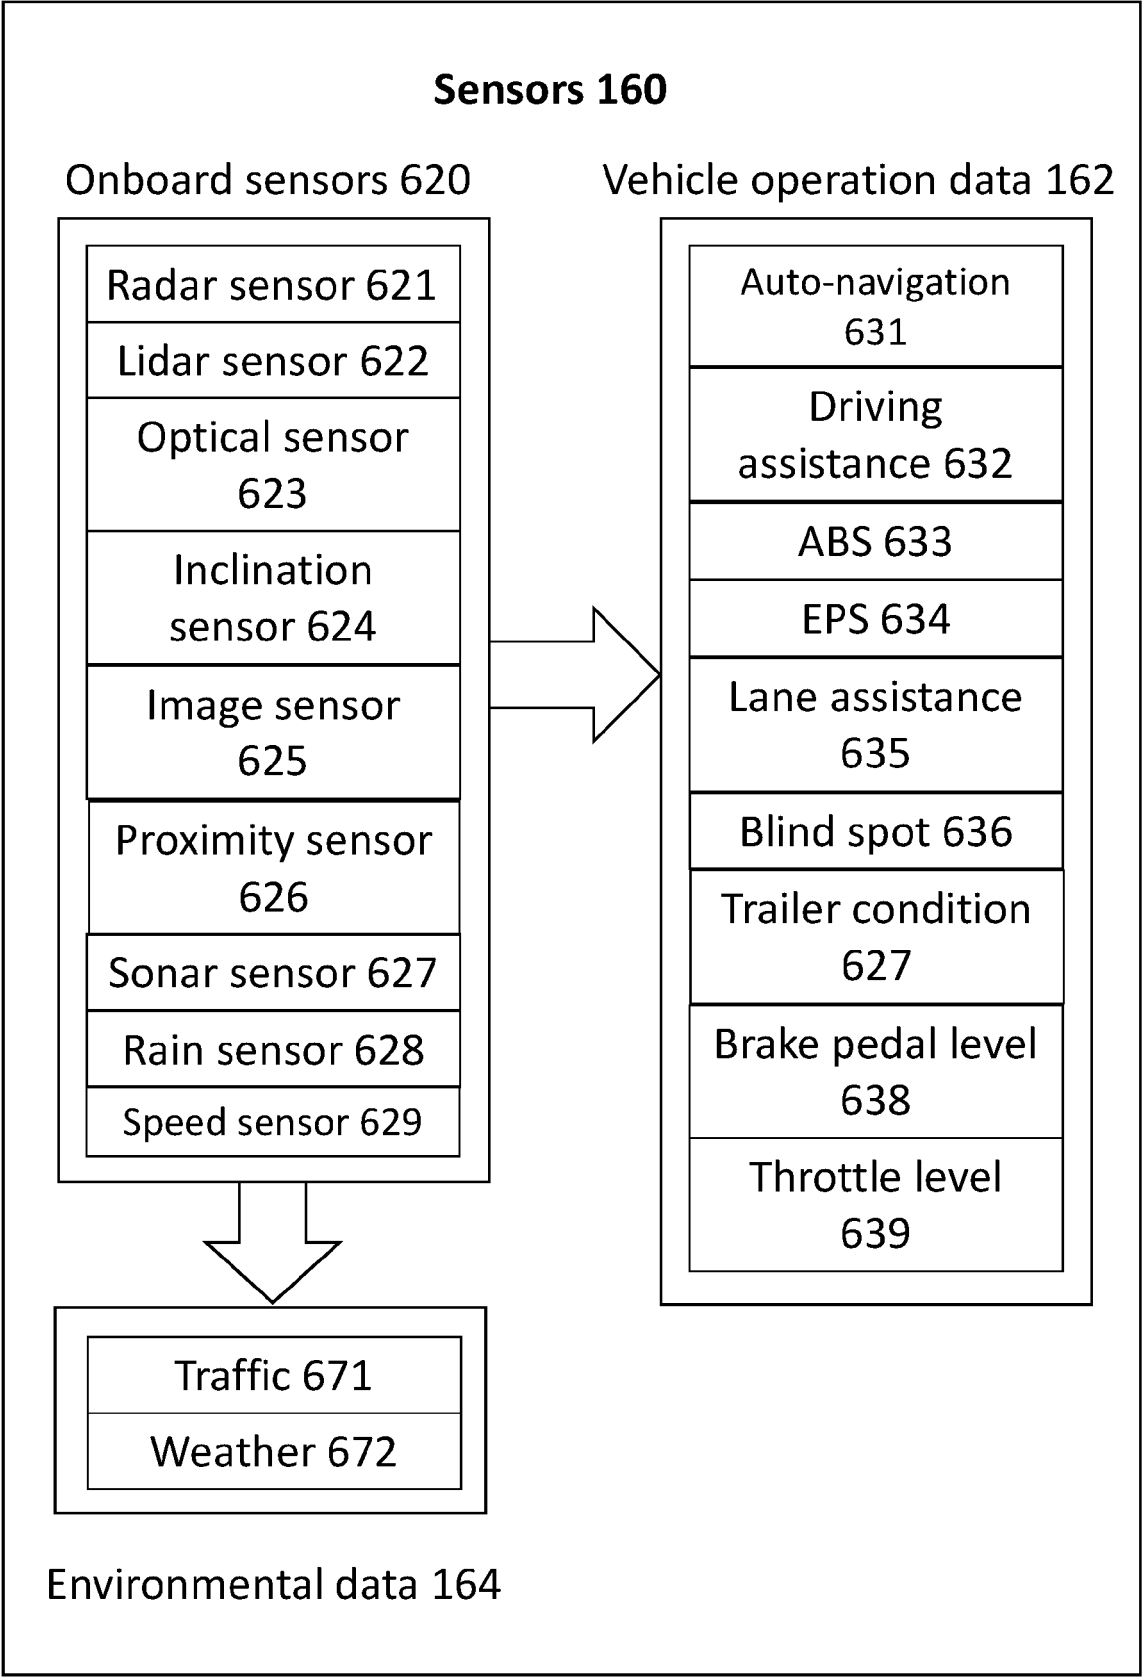 Sensors 160
Onboard sensors 620
Radar sensor 621
Lidar sensor 622
Optical sensor
623
Inclination
sensor 624
Image sensor
625
Proximity sensor
626
Sonar sensor 627
Rain sensor 628
Speed sensor 629
Vehicle operation data 162
Auto-navigation
631
Driving
assistance 632
ABS 633
EPS 634
Lane assistance
635
Blind spot 636
Trailer condition
627
Brake pedal level
638
Throttle level
639
Traffic 671
Weather 672
Environmental data 164